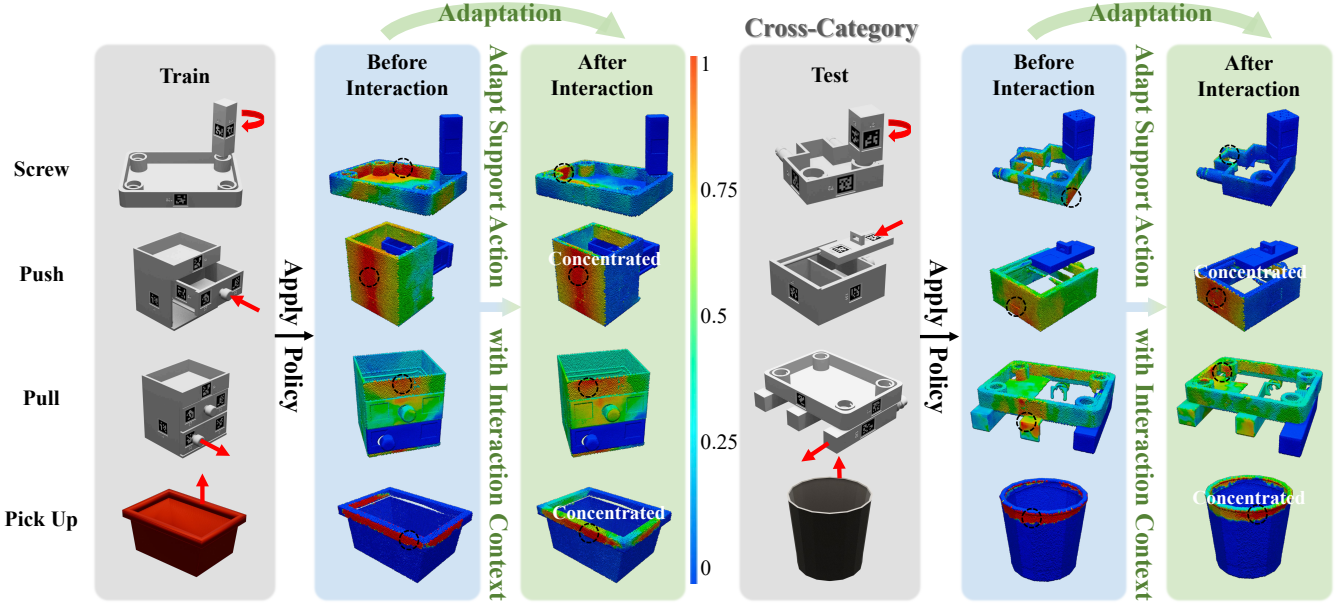 Adaptation
Adaptation
Cross-Category
Train
Before
Interaction
After
Interaction
Test
Before
Interaction
After
Interaction
Screw
Push
Pull
Pick Up
Apply
Policy
Adapt Support Action
with Interaction Context
Concentrated
Concentrated
1
0.75
0.5
0.25
0
Apply
Policy
Adapt Support Action
with Interaction Context
Concentrated
Concentrated